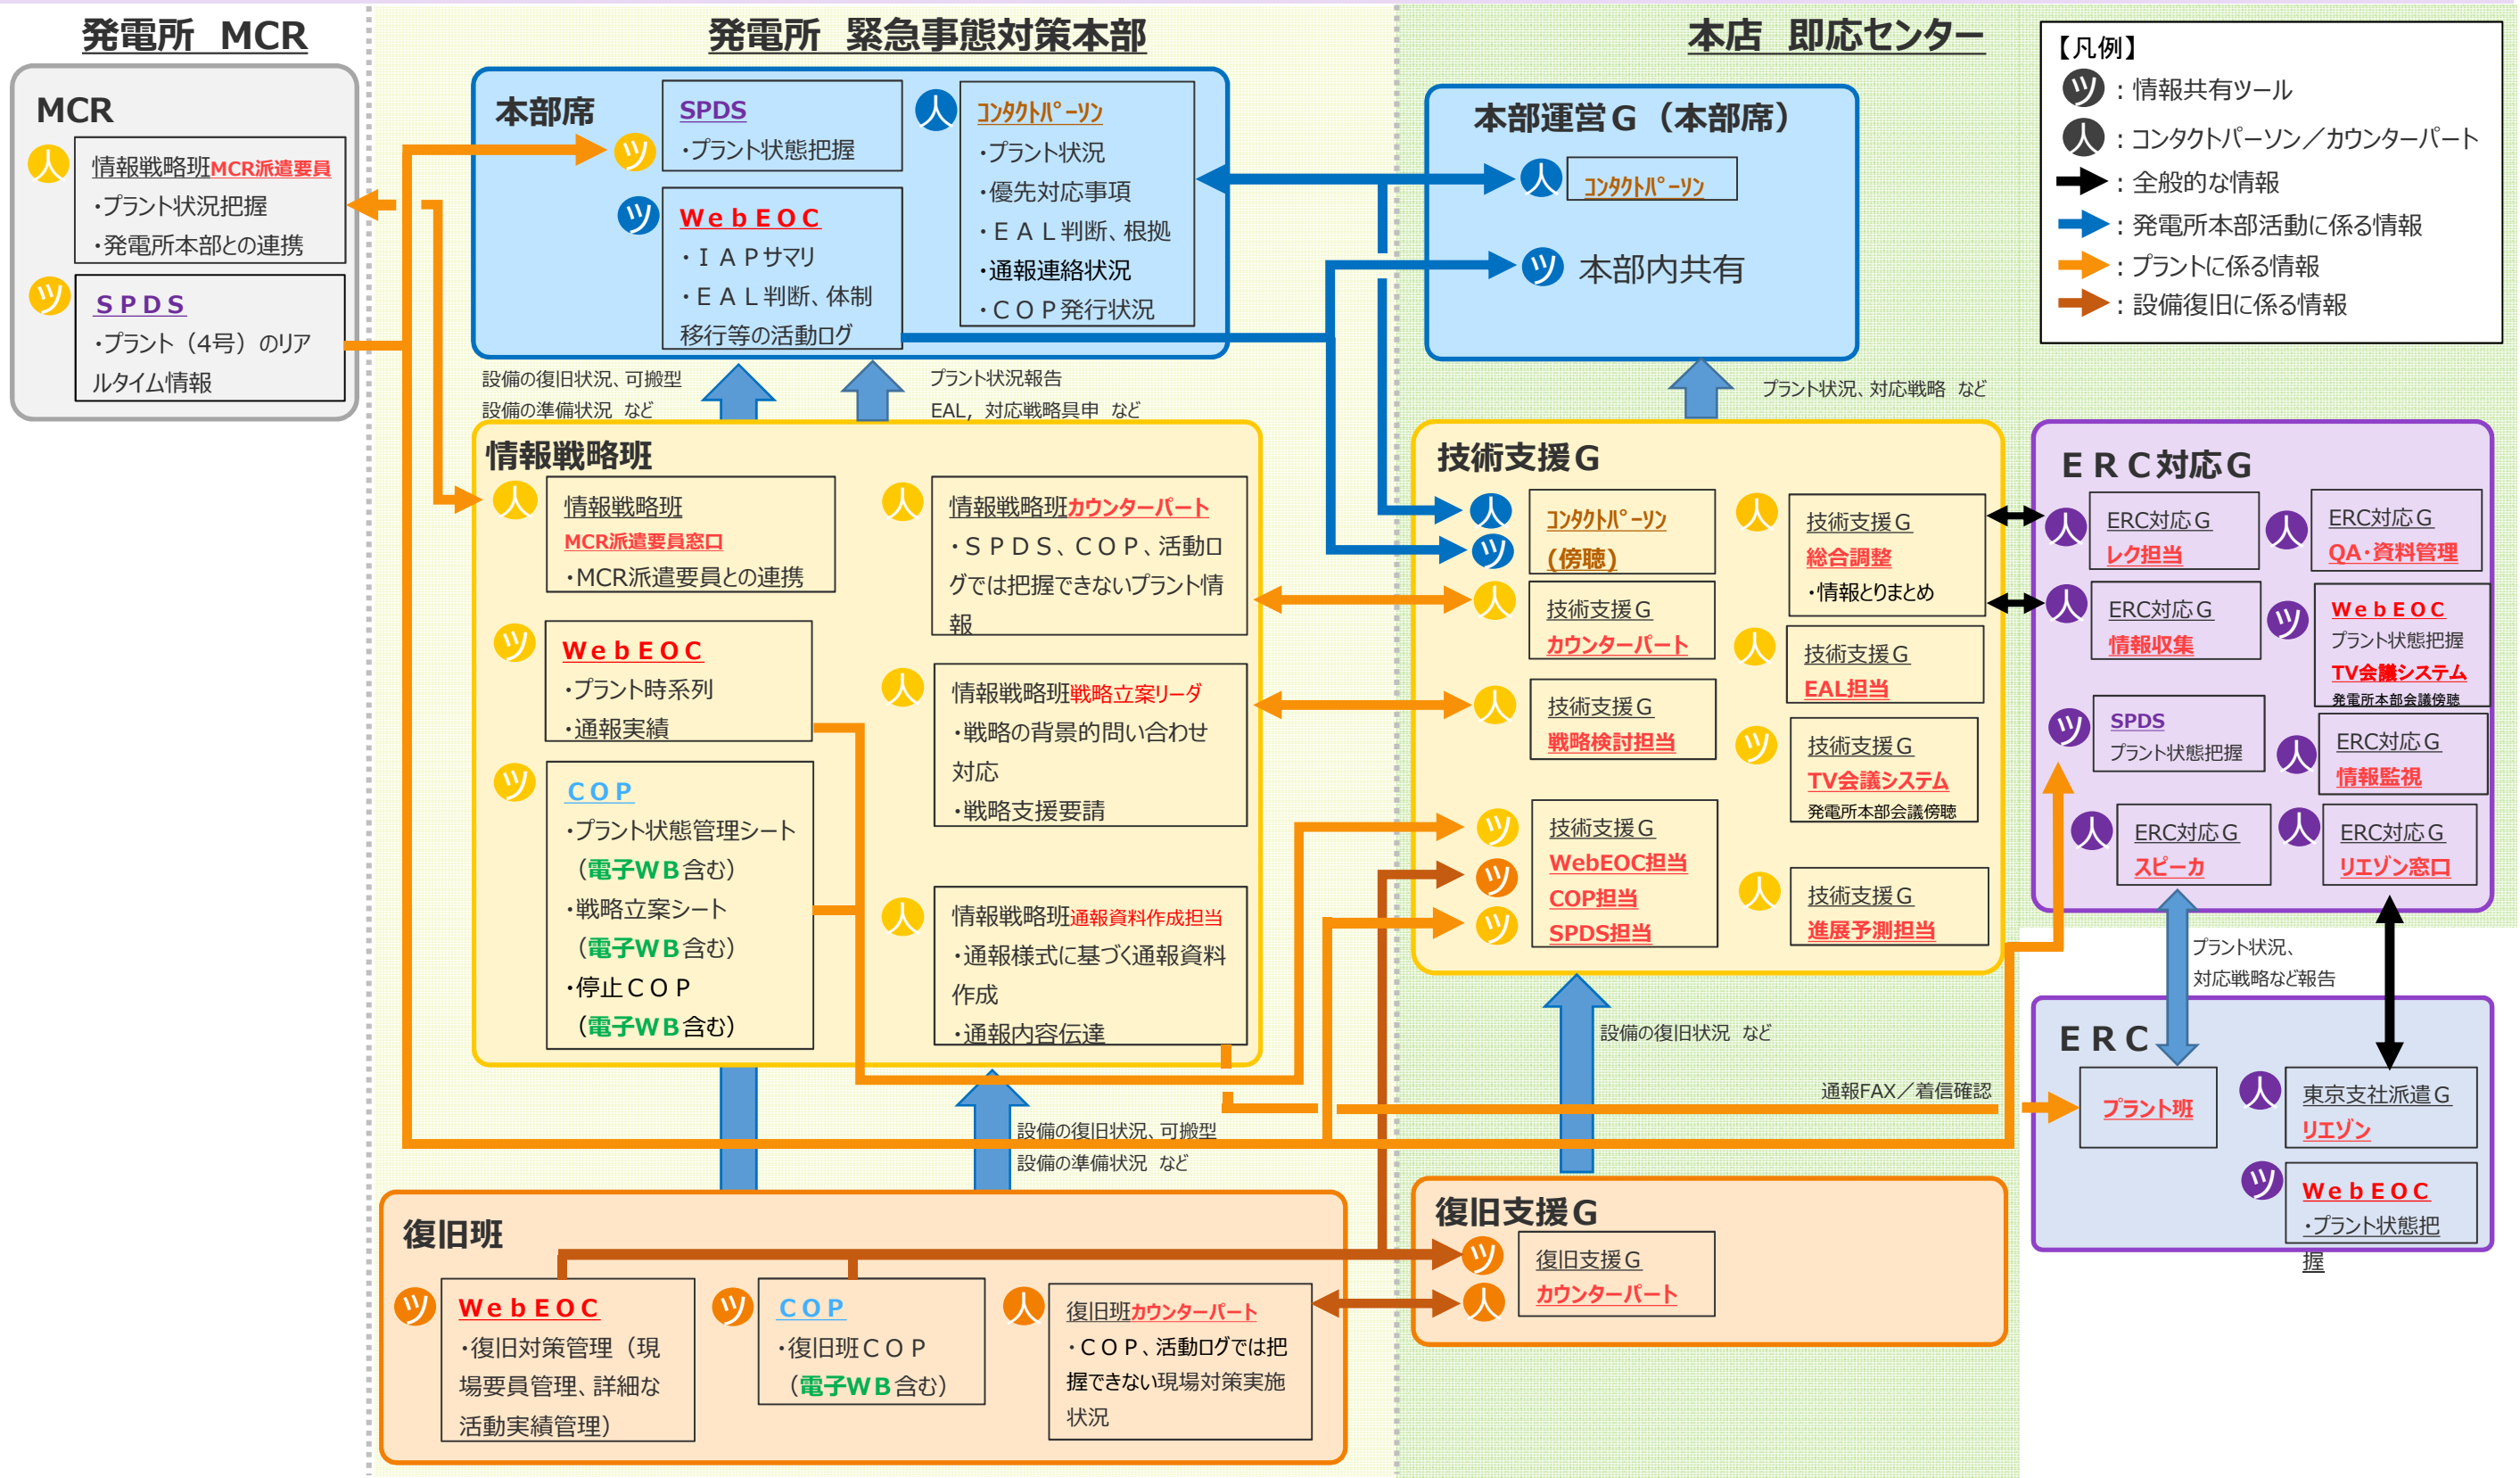 発電所　MCR
MCR
人
情報戦略班MCR派遣要員
・プラント状況把握
・発電所本部との連携
ツ
ＳＰＤＳ
・プラント（4号）のリア
ルタイム情報
発電所　緊急事態対策本部
本部席
ツ
SPDS
・プラント状態把握
ツ
ＷｅｂＥＯＣ
・ＩＡＰサマリ
・ＥＡＬ判断、体制
移行等の活動ログ
人
ｺﾝﾀｸﾄﾊﾟｰｿﾝ
・プラント状況
・優先対応事項
・ＥＡＬ判断、根拠
・通報連絡状況
・ＣＯＰ発行状況
設備の復旧状況、可搬型
設備の準備状況　など
プラント状況報告
EAL，対応戦略具申　など
情報戦略班
人
情報戦略班
MCR派遣要員窓口
・MCR派遣要員との連携
ツ
ＷｅｂＥＯＣ
・プラント時系列
・通報実績
ツ
ＣＯＰ
・プラント状態管理シート
（電子ＷＢ含む）
・戦略立案シート
（電子ＷＢ含む）
・停止ＣＯＰ
（電子ＷＢ含む）
人
情報戦略班カウンターパート
・ＳＰＤＳ、ＣＯＰ、活動ロ
グでは把握できないプラント情
報
人
情報戦略班戦略立案リーダ
・戦略の背景的問い合わせ
対応
・戦略支援要請
人
情報戦略班通報資料作成担当
・通報様式に基づく通報資料
作成
・通報内容伝達
設備の復旧状況、可搬型
設備の準備状況　など
復旧班
ツ
ＷｅｂＥＯＣ
・復旧対策管理（現
場要員管理、詳細な
活動実績管理）
ツ
ＣＯＰ
・復旧班ＣＯＰ
（電子ＷＢ含む）
人
復旧班カウンターパート
・ＣＯＰ、活動ログでは把
握できない現場対策実施
状況
本店　即応センター
本部運営Ｇ（本部席）
人
ｺﾝﾀｸﾄﾊﾟｰｿﾝ
ツ
本部内共有
プラント状況、対応戦略　など
技術支援Ｇ
人
ツ
ｺﾝﾀｸﾄﾊﾟｰｿﾝ
(傍聴)
人
技術支援Ｇ
カウンターパート
人
技術支援Ｇ
戦略検討担当
ツ
ツ
ツ
技術支援Ｇ
WebEOC担当
COP担当
SPDS担当
人
技術支援Ｇ
総合調整
・情報とりまとめ
人
技術支援Ｇ
EAL担当
ツ
技術支援Ｇ
TV会議システム
発電所本部会議傍聴
人
技術支援Ｇ
進展予測担当
設備の復旧状況　など
通報FAX／着信確認
復旧支援Ｇ
ツ
人
復旧支援Ｇ
カウンターパート
【凡例】
ツ：情報共有ツール
人：コンタクトパーソン／カウンターパート
：全般的な情報
：発電所本部活動に係る情報
：プラントに係る情報
：設備復旧に係る情報
ＥＲＣ対応Ｇ
人
ERC対応Ｇ
レク担当
人
ERC対応Ｇ
QA・資料管理
人
ERC対応Ｇ
情報収集
ツ
ＷｅｂＥＯＣ
プラント状態把握
TV会議システム
発電所本部会議傍聴
ツ
SPDS
プラント状態把握
人
ERC対応Ｇ
情報監視
人
ERC対応Ｇ
スピーカ
人
ERC対応Ｇ
リエゾン窓口
プラント状況、
対応戦略など報告
ＥＲＣ
プラント班
人
東京支社派遣Ｇ
リエゾン
ツ
ＷｅｂＥＯＣ
・プラント状態把
握